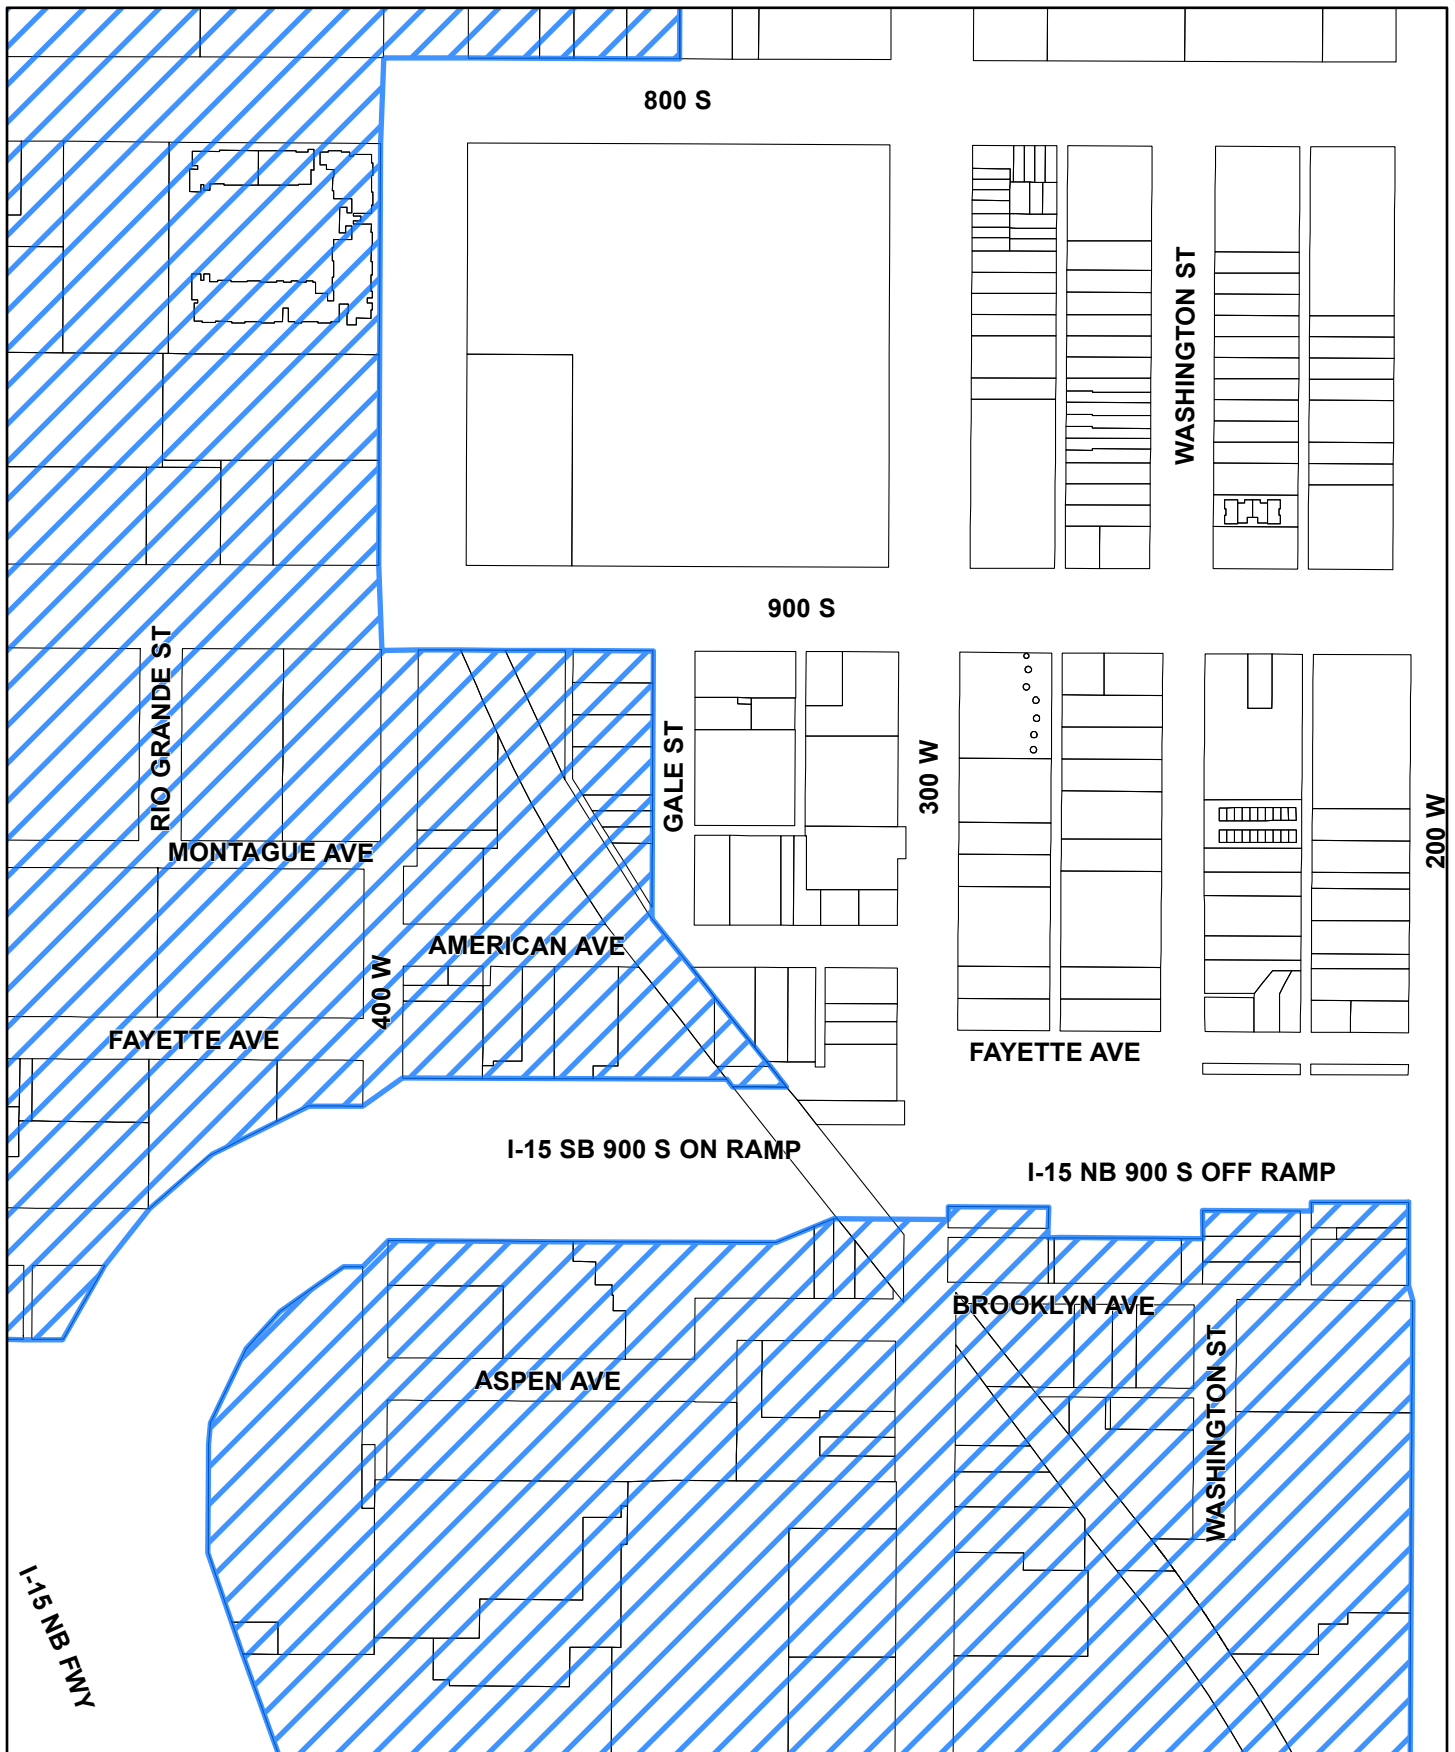 800 S
WASHINGTON ST
900 S
RIO GRANDE ST
GALE ST
300 W
200 W
MONTAGUE AVE
AMERICAN AVE
400 W
FAYETTE AVE
FAYETTE AVE
I-15 SB 900 S ON RAMP
I-15 NB 900 S OFF RAMP
BROOKLYN AVE
WASHINGTON ST
ASPEN AVE
I-15 NB FWY